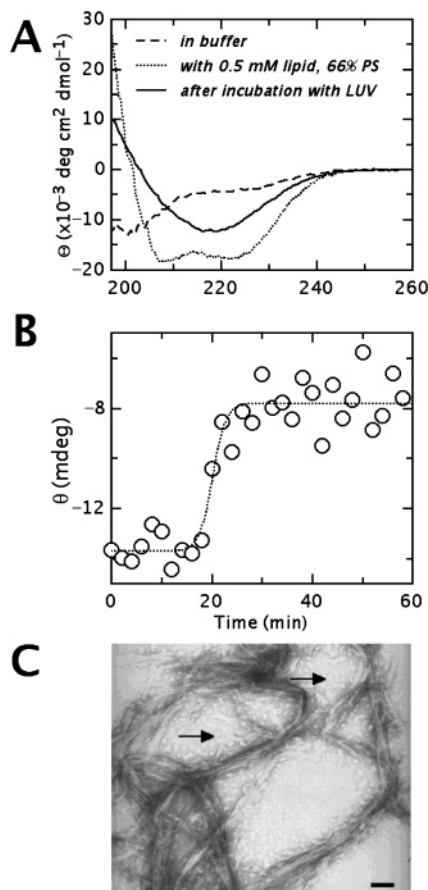 A
in buffer
with 0.5 mM lipid, 66% PS
after incubation with LUV
Θ (x10⁻³ deg cm² dmol⁻¹)
30
20
10
0
-10
-20
200
220
240
260
B
θ (mdeg)
-8
-12
0
20
40
60
Time (min)
C